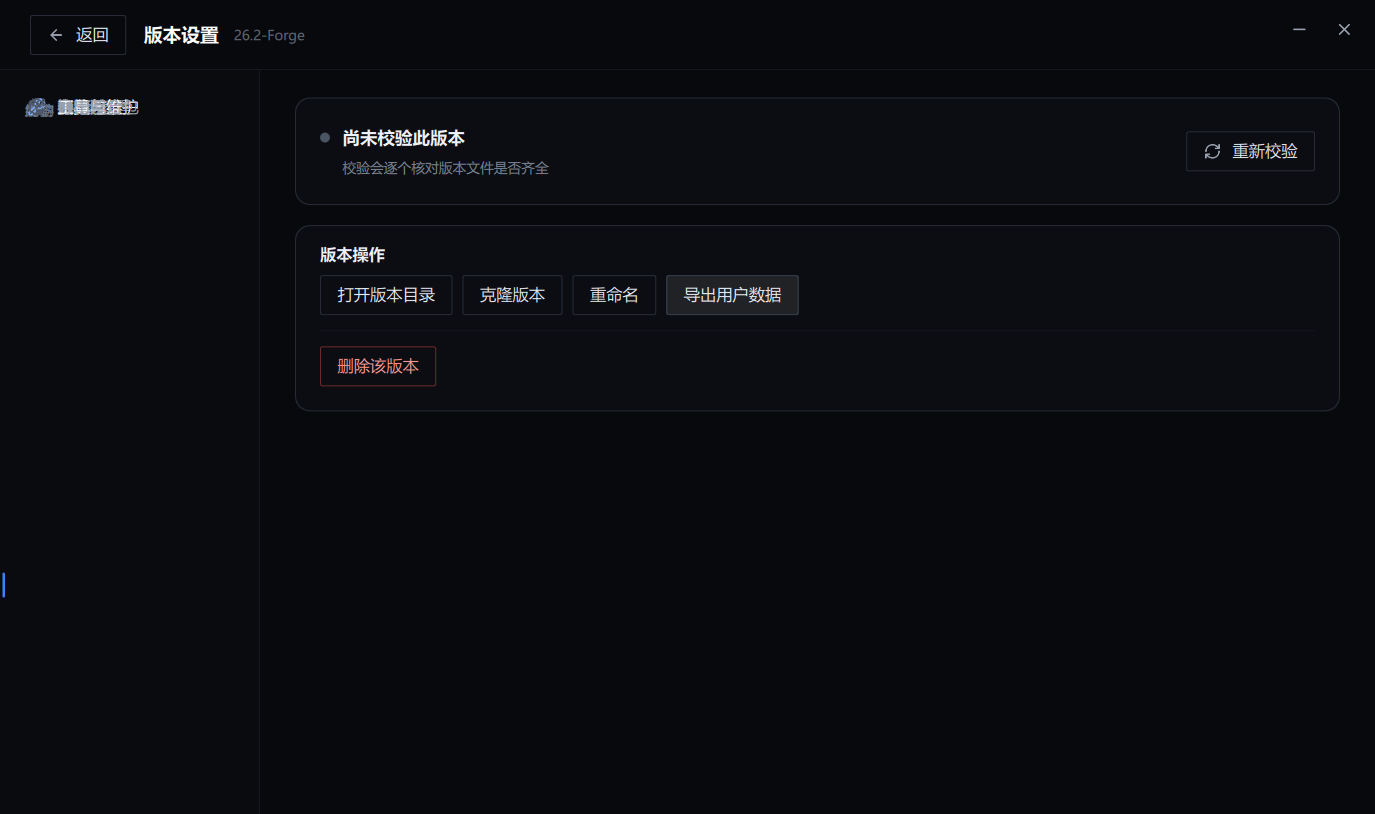 返回
版本设置 26.2-Forge
尚未校验此版本
校验会逐个核对版本文件是否齐全
重新校验
版本操作
打开版本目录 克隆版本 重命名 导出用户数据
删除该版本